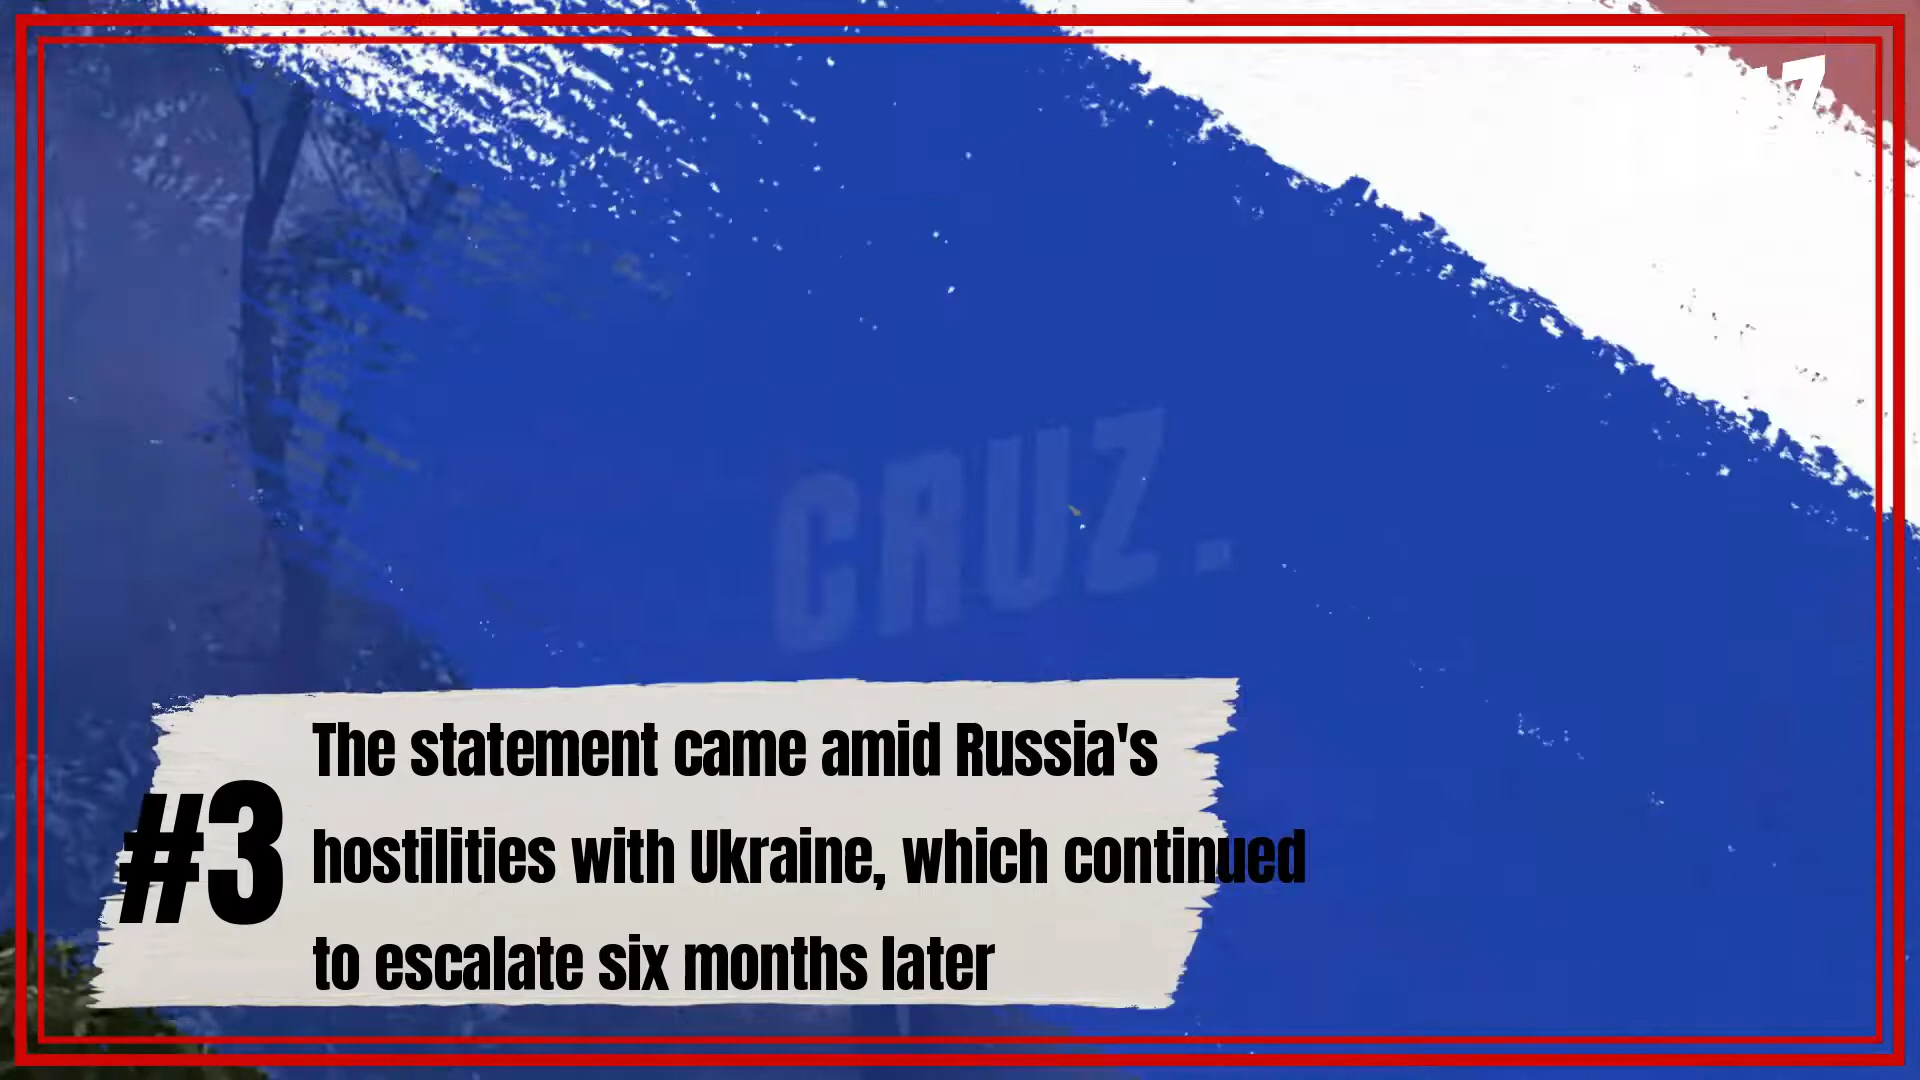 CRUZ.
#3
The statement came amid Russia's
hostilities with Ukraine, which continued
to escalate six months later